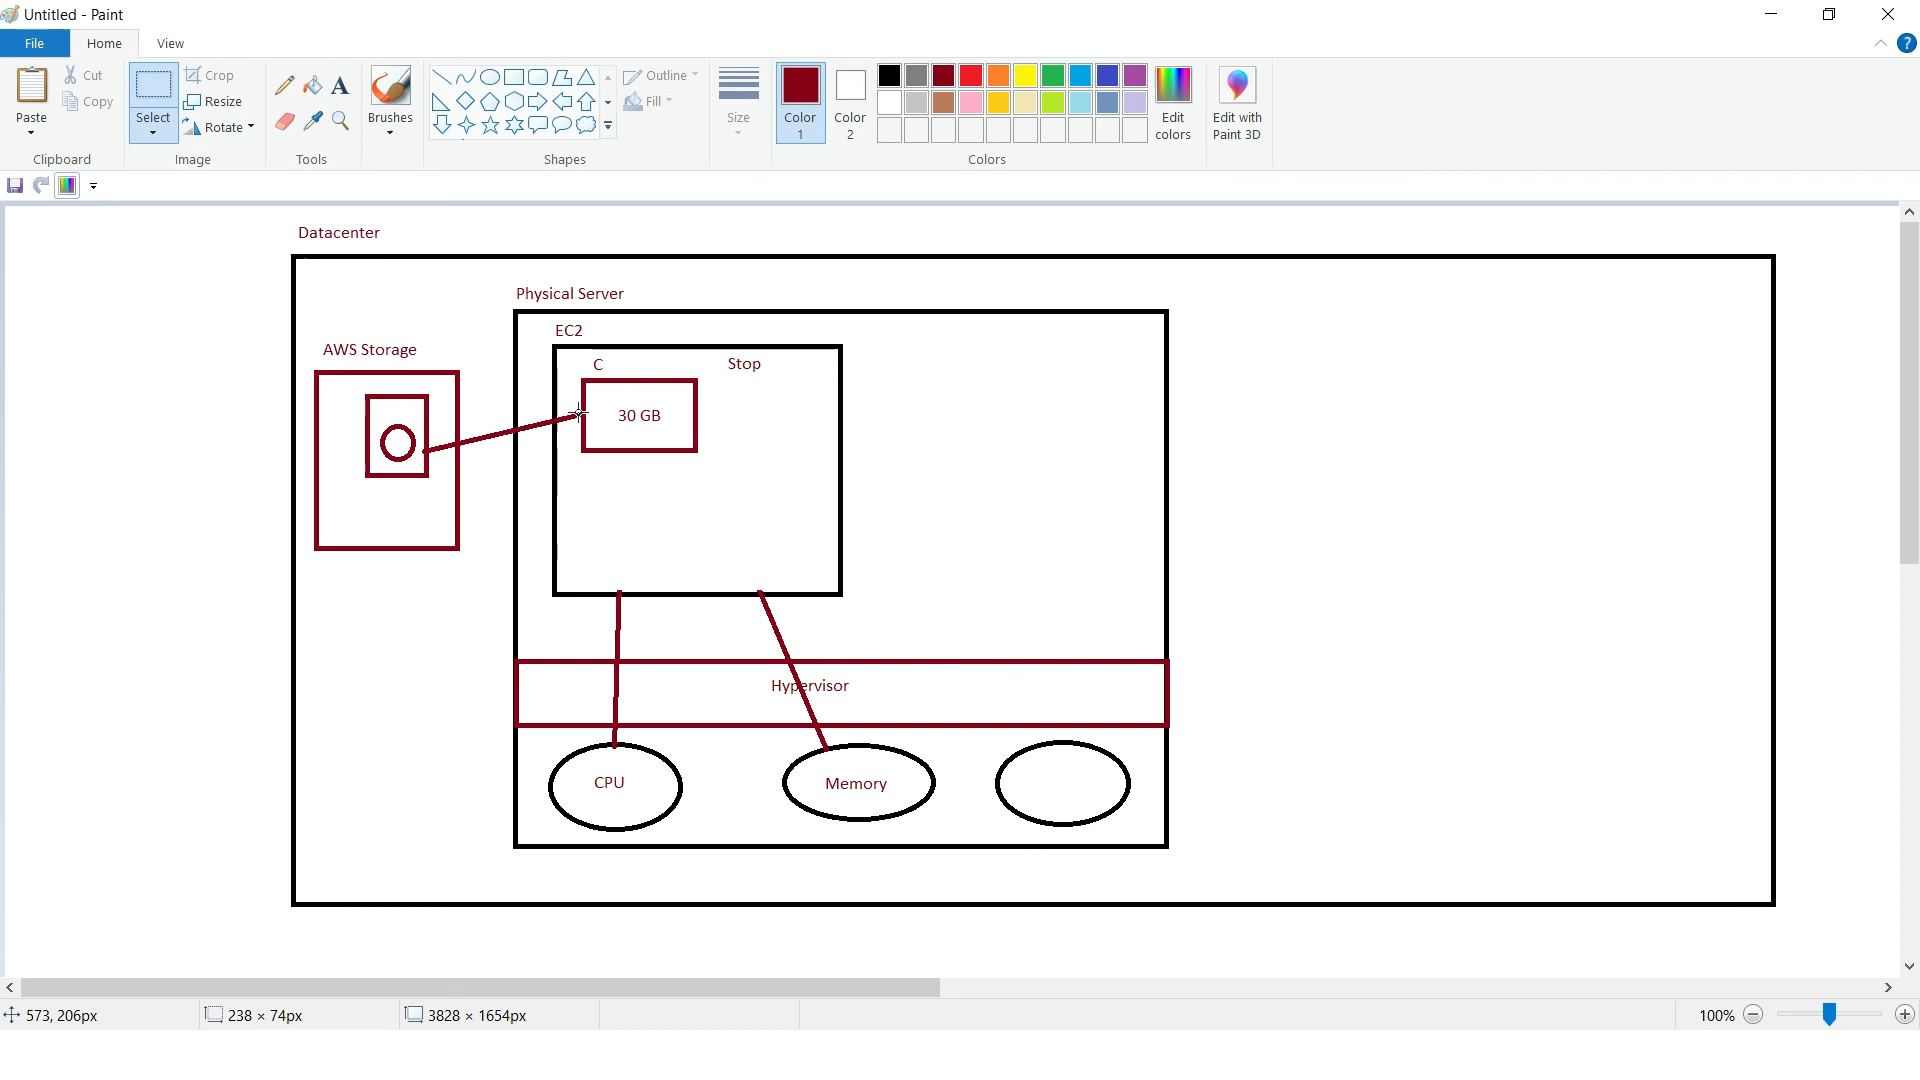 Untitled - Paint
File
Home
View
Paste
Cut
Copy
Clipboard
Select
Crop
Resize
Rotate
Image
Tools
Brushes
Shapes
Outline
Fill
Size
Color 1
Color 2
Colors
Edit colors
Edit with Paint 3D
Datacenter
Physical Server
EC2
AWS Storage
C
Stop
30 GB
Hypervisor
CPU
Memory
573, 206px
238 × 74px
3828 × 1654px
100%